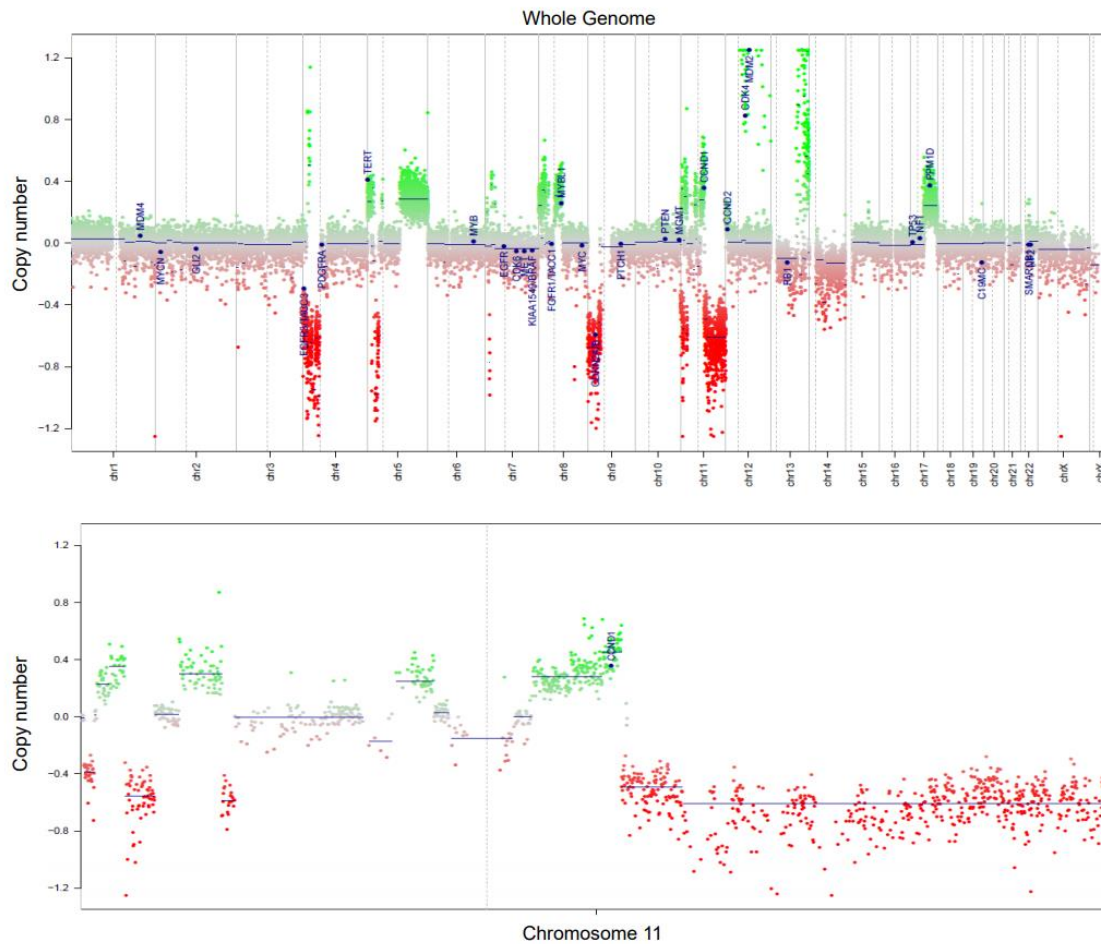 Whole Genome
Copy number
1.2
0.8
0.4
0.0
−0.4
−0.8
−1.2
MDM4
MYCN
GLI2
PDGFRA
TERT
MYB
EGFR
CDK6
MET
MYBL1
MYC
PTCH1
PTEN
MGMT
CCND1
CCND2
CDK4
MDM2
RB1
TP53
NF1
PPM1D
C19MC
chr1
chr2
chr3
chr4
chr5
chr6
chr7
chr8
chr9
chr10
chr11
chr12
chr13
chr14
chr15
chr16
chr17
chr18
chr19
chr20
chr21
chr22
chrX
chrY
Copy number
1.2
0.8
0.4
0.0
−0.4
−0.8
−1.2
CCND1
Chromosome 11